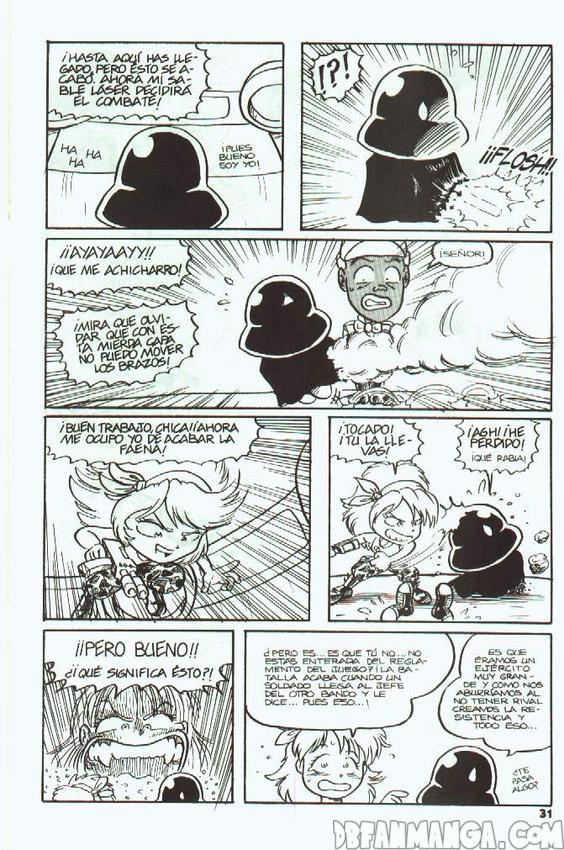 ¡HASTA AQUÍ HAS LLE-
GADO, PERO ÉSTO SE A-
CABÓ. AHORA MI SA-
BLE LÁSER DECIDIRÁ
EL COMBATE!
HA HA
HA
¡PUES
BUENO
SOY YO!
¡?!
¡¡FLOSH!!
¡¡AYAYAAYY!!
¡QUE ME ACHICHARRO!
¡SEÑOR!
¡MIRA QUE OLVI-
DAR QUE CON ES-
TA MIERDA CAPA
NO PUEDO MOVER
LOS BRAZOS!
¡BUEN TRABAJO, CHICA! ¡AHORA
ME OCUPO YO DE ACABAR LA
FAENA!
¡TOCADO!
¡TU LA LLE-
VAS!
¡AGH! ¡HE
PERDIDO!
¡QUÉ RABIA!
¡¡PERO BUENO!!
¿¡QUÉ SIGNIFICA ÉSTO?!
¿PERO ES... ES QUE TÚ NO... NO
ESTÁS ENTERADA DEL REGLA-
MENTO DEL JUEGO? ¡LA BA-
TALLA ACABA CUANDO UN
SOLDADO LLEGA AL JEFE
DEL OTRO BANDO Y LE
DICE... PUES ESO...!
ES QUE
ÉRAMOS UN
EJÉRCITO
MUY GRAN-
DE Y COMO NOS
ABURRÍAMOS AL
NO TENER RIVAL
CREAMOS LA RE-
SISTENCIA Y
TODO ESO...
¿TE
PASA
ALGO?
31
DBFANMANGA.COM